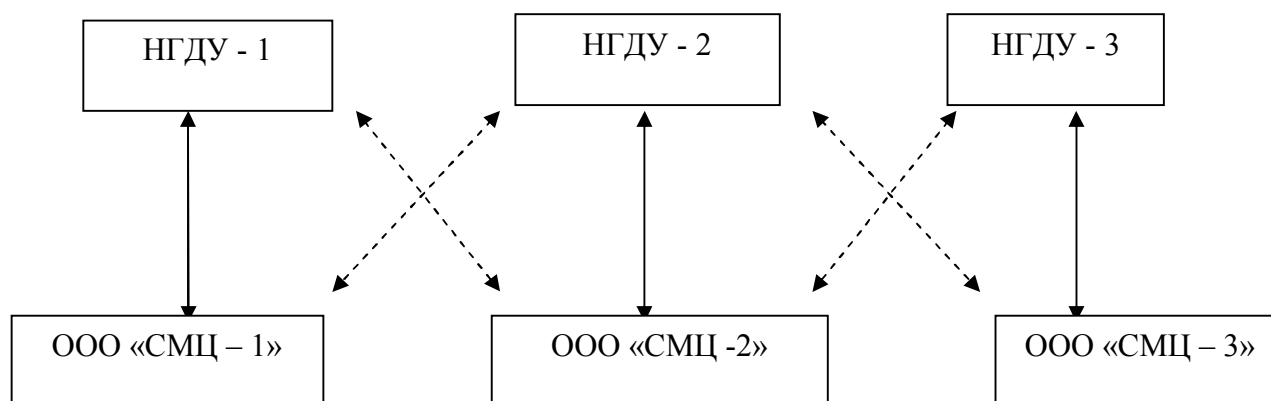 НГДУ - 1
НГДУ - 2
НГДУ - 3
ООО «СМЦ – 1»
ООО «СМЦ -2»
ООО «СМЦ – 3»